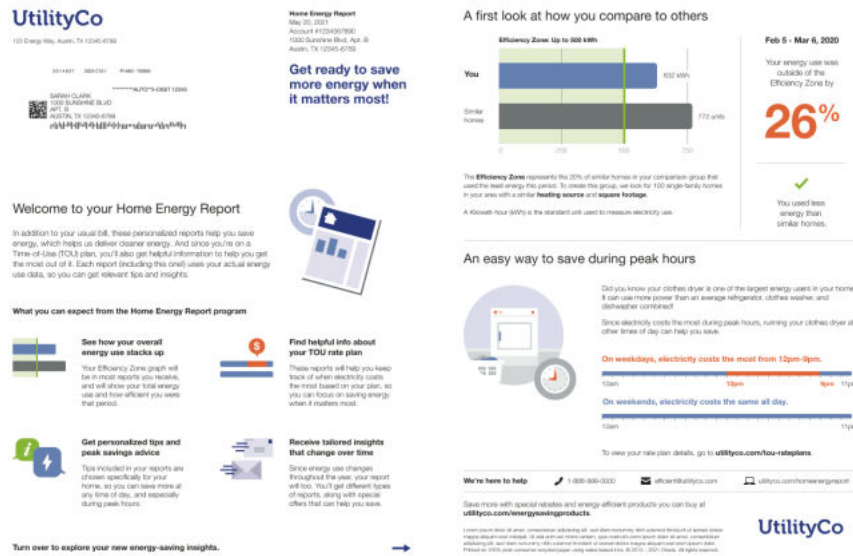 UtilityCo
123 Energy Way, Austin, TX 12345-6789
Home Energy Report
May 20, 2021
Account #1234567890
1000 Sunshine Blvd, Apt. B
Austin, TX 12345-6789
Get ready to save
more energy when
it matters most!
SARAH CLARK
1000 SUNSHINE BLVD
APT. B
AUSTIN, TX 12345-6789
Welcome to your Home Energy Report
In addition to your usual bill, these personalized reports help you save
energy, which helps us deliver cleaner energy. And since you're on a
Time-of-Use (TOU) plan, you'll also get helpful information to help you get
the most out of it. Each report (including this one!) uses your actual energy
use data, so you can get relevant tips and insights.
What you can expect from the Home Energy Report program
See how your overall
energy use stacks up
Your Efficiency Zone graph will
be in most reports you receive,
and will show your total energy
use and how efficient you were
that period.
Find helpful info about
your TOU rate plan
These reports will help you keep
track of when electricity costs
the most based on your plan, so
you can focus on saving energy
when it matters most.
Get personalized tips and
peak savings advice
Tips included in your reports are
chosen specifically for your
home, so you can save more at
any time of day, and especially
during peak hours.
Receive tailored insights
that change over time
Since energy use changes
throughout the year, your report
will too. You'll get different types
of reports, along with special
offers that can help you save.
Turn over to explore your new energy-saving insights.
A first look at how you compare to others
Efficiency Zone: Up to 500 kWh
You
632 kWh
Similar
homes
772 units
0 250 500 750
Feb 5 - Mar 6, 2020
Your energy use was
outside of the
Efficiency Zone by
26%
You used less
energy than
similar homes.
The Efficiency Zone represents the 20% of similar homes in your comparison group that
used the least energy this period. To create this group, we look for 100 single-family homes
in your area with a similar heating source and square footage.
A Kilowatt-hour (kWh) is the standard unit used to measure electricity use.
An easy way to save during peak hours
Did you know your clothes dryer is one of the largest energy users in your home?
It can use more power than an average refrigerator, clothes washer, and
dishwasher combined!
Since electricity costs the most during peak hours, running your clothes dryer at
other times of day can help you save.
On weekdays, electricity costs the most from 12pm-9pm.
12am 12pm 9pm 11pm
On weekends, electricity costs the same all day.
12am 11pm
To view your rate plan details, go to utilityco.com/tou-rateplans.
We're here to help 1-888-999-0000 efficient@utilityco.com utilityco.com/homeenergyreport
Save more with special rebates and energy-efficient products you can buy at
utilityco.com/energysavingproducts.
UtilityCo